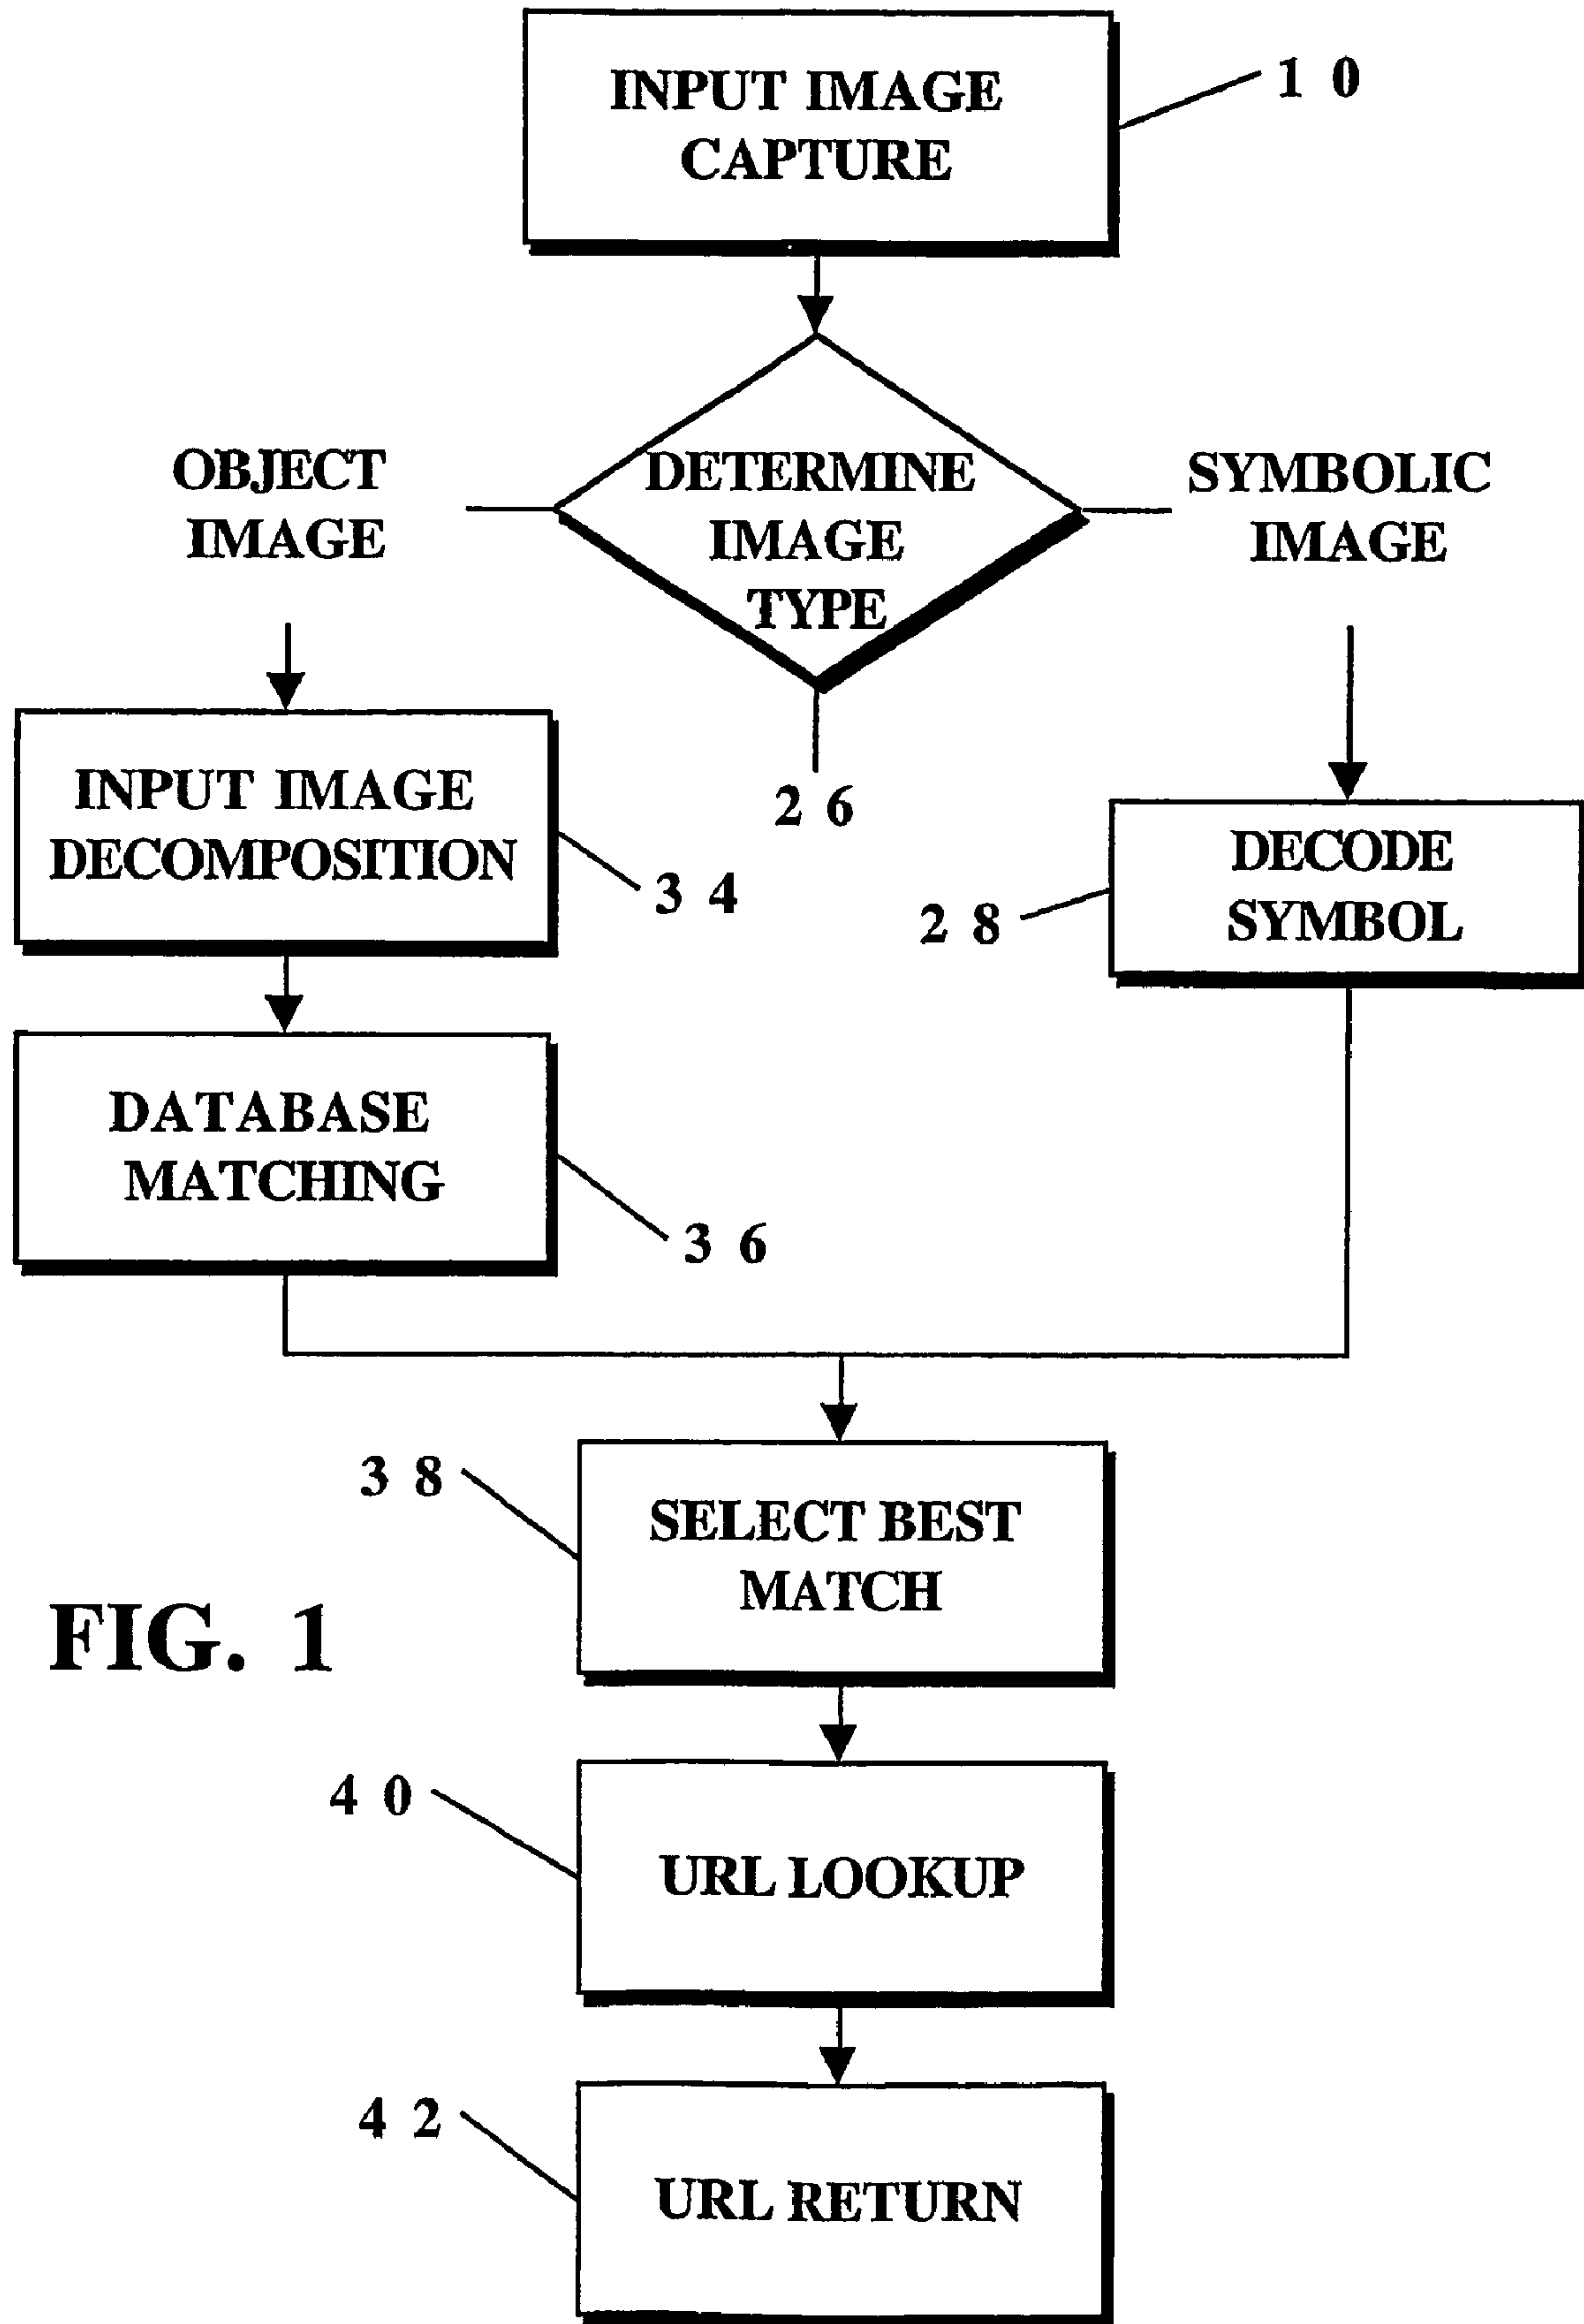 INPUT IMAGE
CAPTURE
1 0
DETERMINE
IMAGE
TYPE
2 6
OBJECT
IMAGE
SYMBOLIC
IMAGE
INPUT IMAGE
DECOMPOSITION
3 4
DECODE
SYMBOL
2 8
DATABASE
MATCHING
3 6
SELECT BEST
MATCH
3 8
FIG. 1
URL LOOKUP
4 0
URL RETURN
4 2